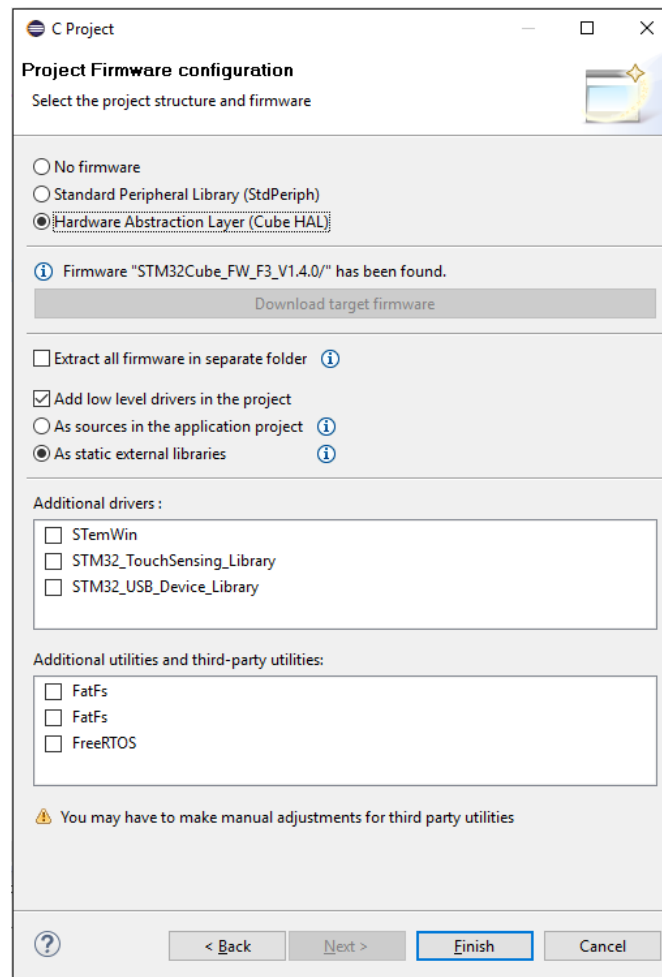 C Project
Project Firmware configuration
Select the project structure and firmware
No firmware
Standard Peripheral Library (StdPeriph)
Hardware Abstraction Layer (Cube HAL)
Firmware "STM32Cube_FW_F3_V1.4.0/" has been found.
Download target firmware
Extract all firmware in separate folder
Add low level drivers in the project
As sources in the application project
As static external libraries
Additional drivers :
STemWin
STM32_TouchSensing_Library
STM32_USB_Device_Library
Additional utilities and third-party utilities:
FatFs
FatFs
FreeRTOS
You may have to make manual adjustments for third party utilities
< Back Next > Finish Cancel